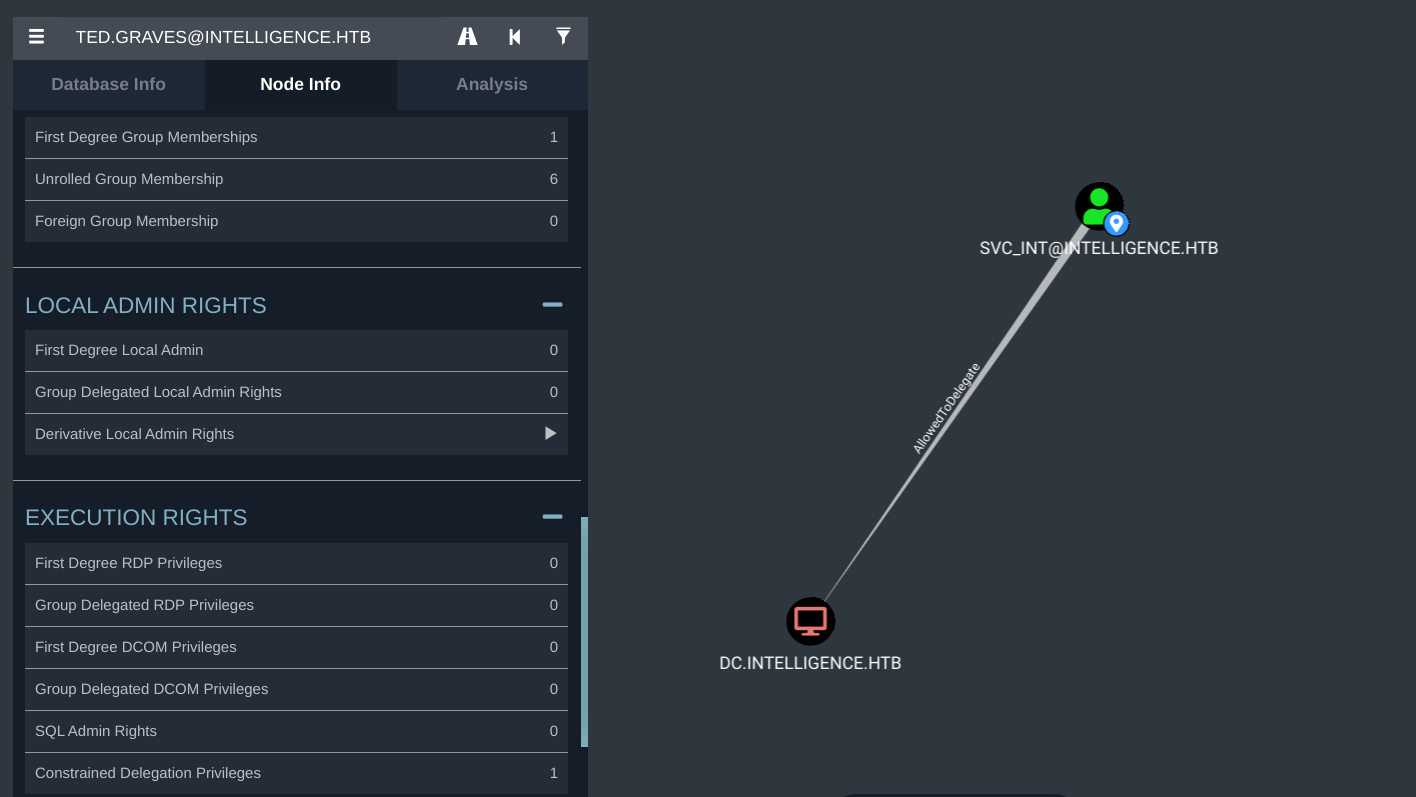 TED.GRAVES@INTELLIGENCE.HTB
Database Info
Node Info
Analysis
First Degree Group Memberships 1
Unrolled Group Membership 6
Foreign Group Membership 0
LOCAL ADMIN RIGHTS
First Degree Local Admin 0
Group Delegated Local Admin Rights 0
Derivative Local Admin Rights
EXECUTION RIGHTS
First Degree RDP Privileges 0
Group Delegated RDP Privileges 0
First Degree DCOM Privileges 0
Group Delegated DCOM Privileges 0
SQL Admin Rights 0
Constrained Delegation Privileges 1
SVC_INT@INTELLIGENCE.HTB
AllowedToDelegate
DC.INTELLIGENCE.HTB